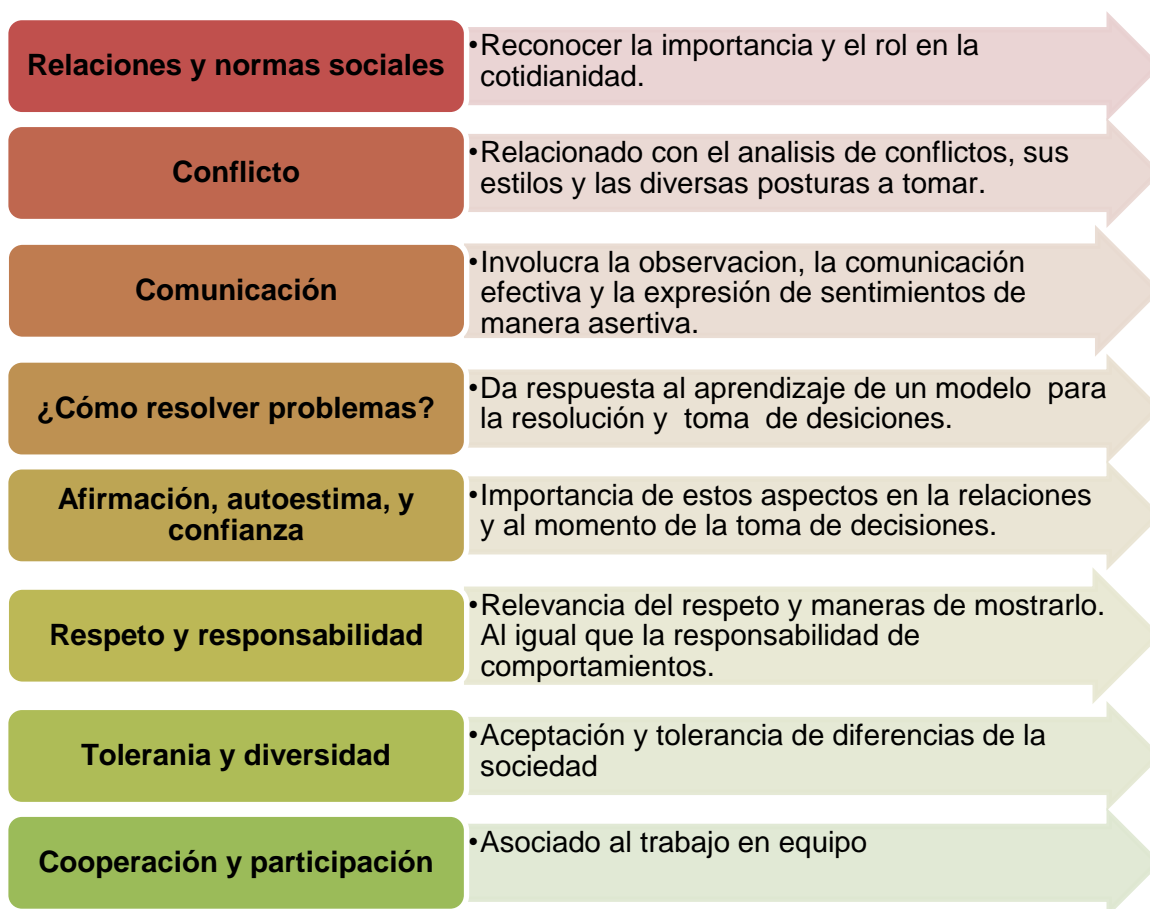 Relaciones y normas sociales
•Reconocer la importancia y el rol en la
cotidianidad.
Conflicto
•Relacionado con el analisis de conflictos, sus
estilos y las diversas posturas a tomar.
Comunicación
•Involucra la observacion, la comunicación
efectiva y la expresión de sentimientos de
manera asertiva.
¿Cómo resolver problemas?
•Da respuesta al aprendizaje de un modelo para
la resolución y toma de desiciones.
Afirmación, autoestima, y
confianza
•Importancia de estos aspectos en la relaciones
y al momento de la toma de decisiones.
Respeto y responsabilidad
•Relevancia del respeto y maneras de mostrarlo.
Al igual que la responsabilidad de
comportamientos.
Tolerania y diversidad
•Aceptación y tolerancia de diferencias de la
sociedad
Cooperación y participación
•Asociado al trabajo en equipo